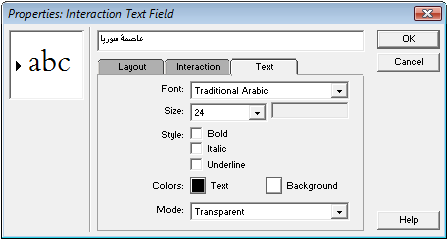 Properties: Interaction Text Field
abc
عاصمة سوريا
OK
Cancel
Layout Interaction Text
Font: Traditional Arabic
Size: 24
Style: Bold
Italic
Underline
Colors: Text Background
Mode: Transparent
Help